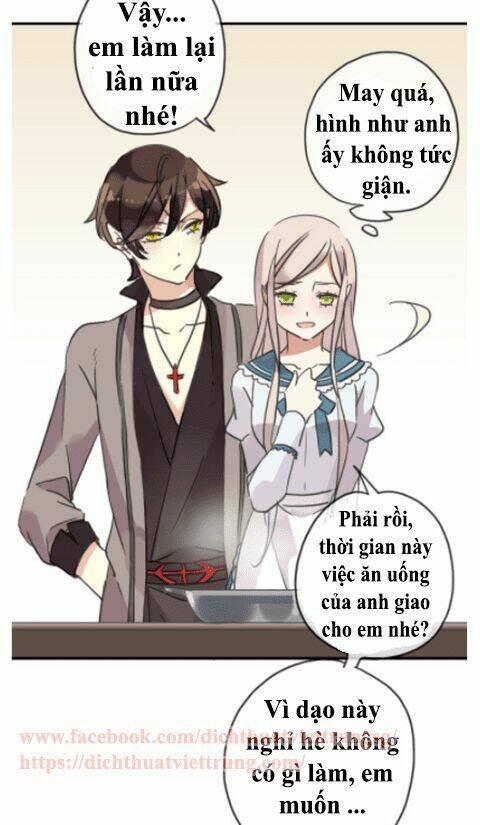 Vậy...
em làm lại
lần nữa
nhé!
May quá,
hình như anh
ấy không tức
giận.
Phải rồi,
thời gian này
việc ăn uống
của anh giao
cho em nhé?
Vì dạo này
nghỉ hè không
có gì làm, em
muốn ...
www.facebook.com/dichthuatviettrung/
https://dichthuatviettrung.com/